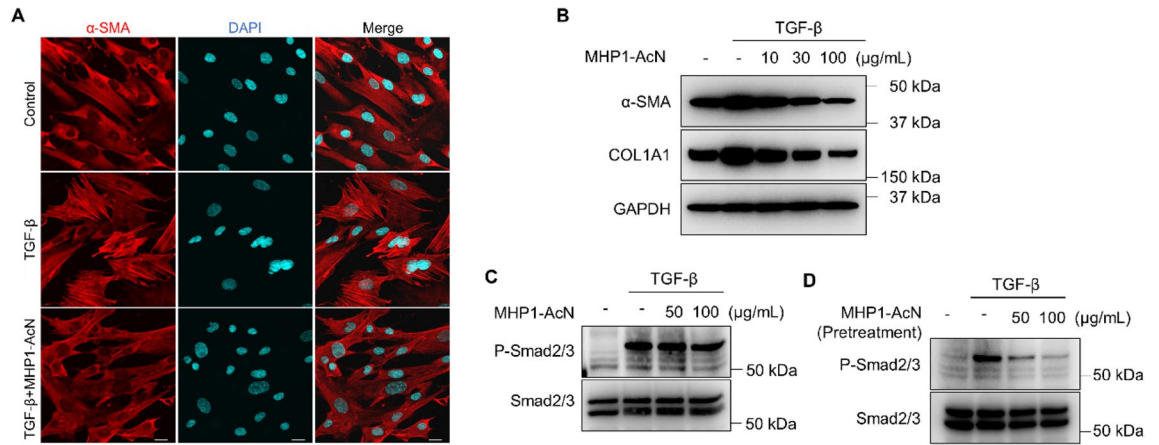 A
α-SMA DAPI Merge
Control
TGF-β
TGF-β+MHP1-AcN
B
TGF-β
MHP1-AcN - - 10 30 100 (μg/mL)
α-SMA
50 kDa
37 kDa
COL1A1
150 kDa
GAPDH
37 kDa
C
TGF-β
MHP1-AcN - - 50 100 (μg/mL)
P-Smad2/3
50 kDa
Smad2/3
50 kDa
D
TGF-β
MHP1-AcN - - 50 100 (μg/mL)
(Pretreatment)
P-Smad2/3
50 kDa
Smad2/3
50 kDa